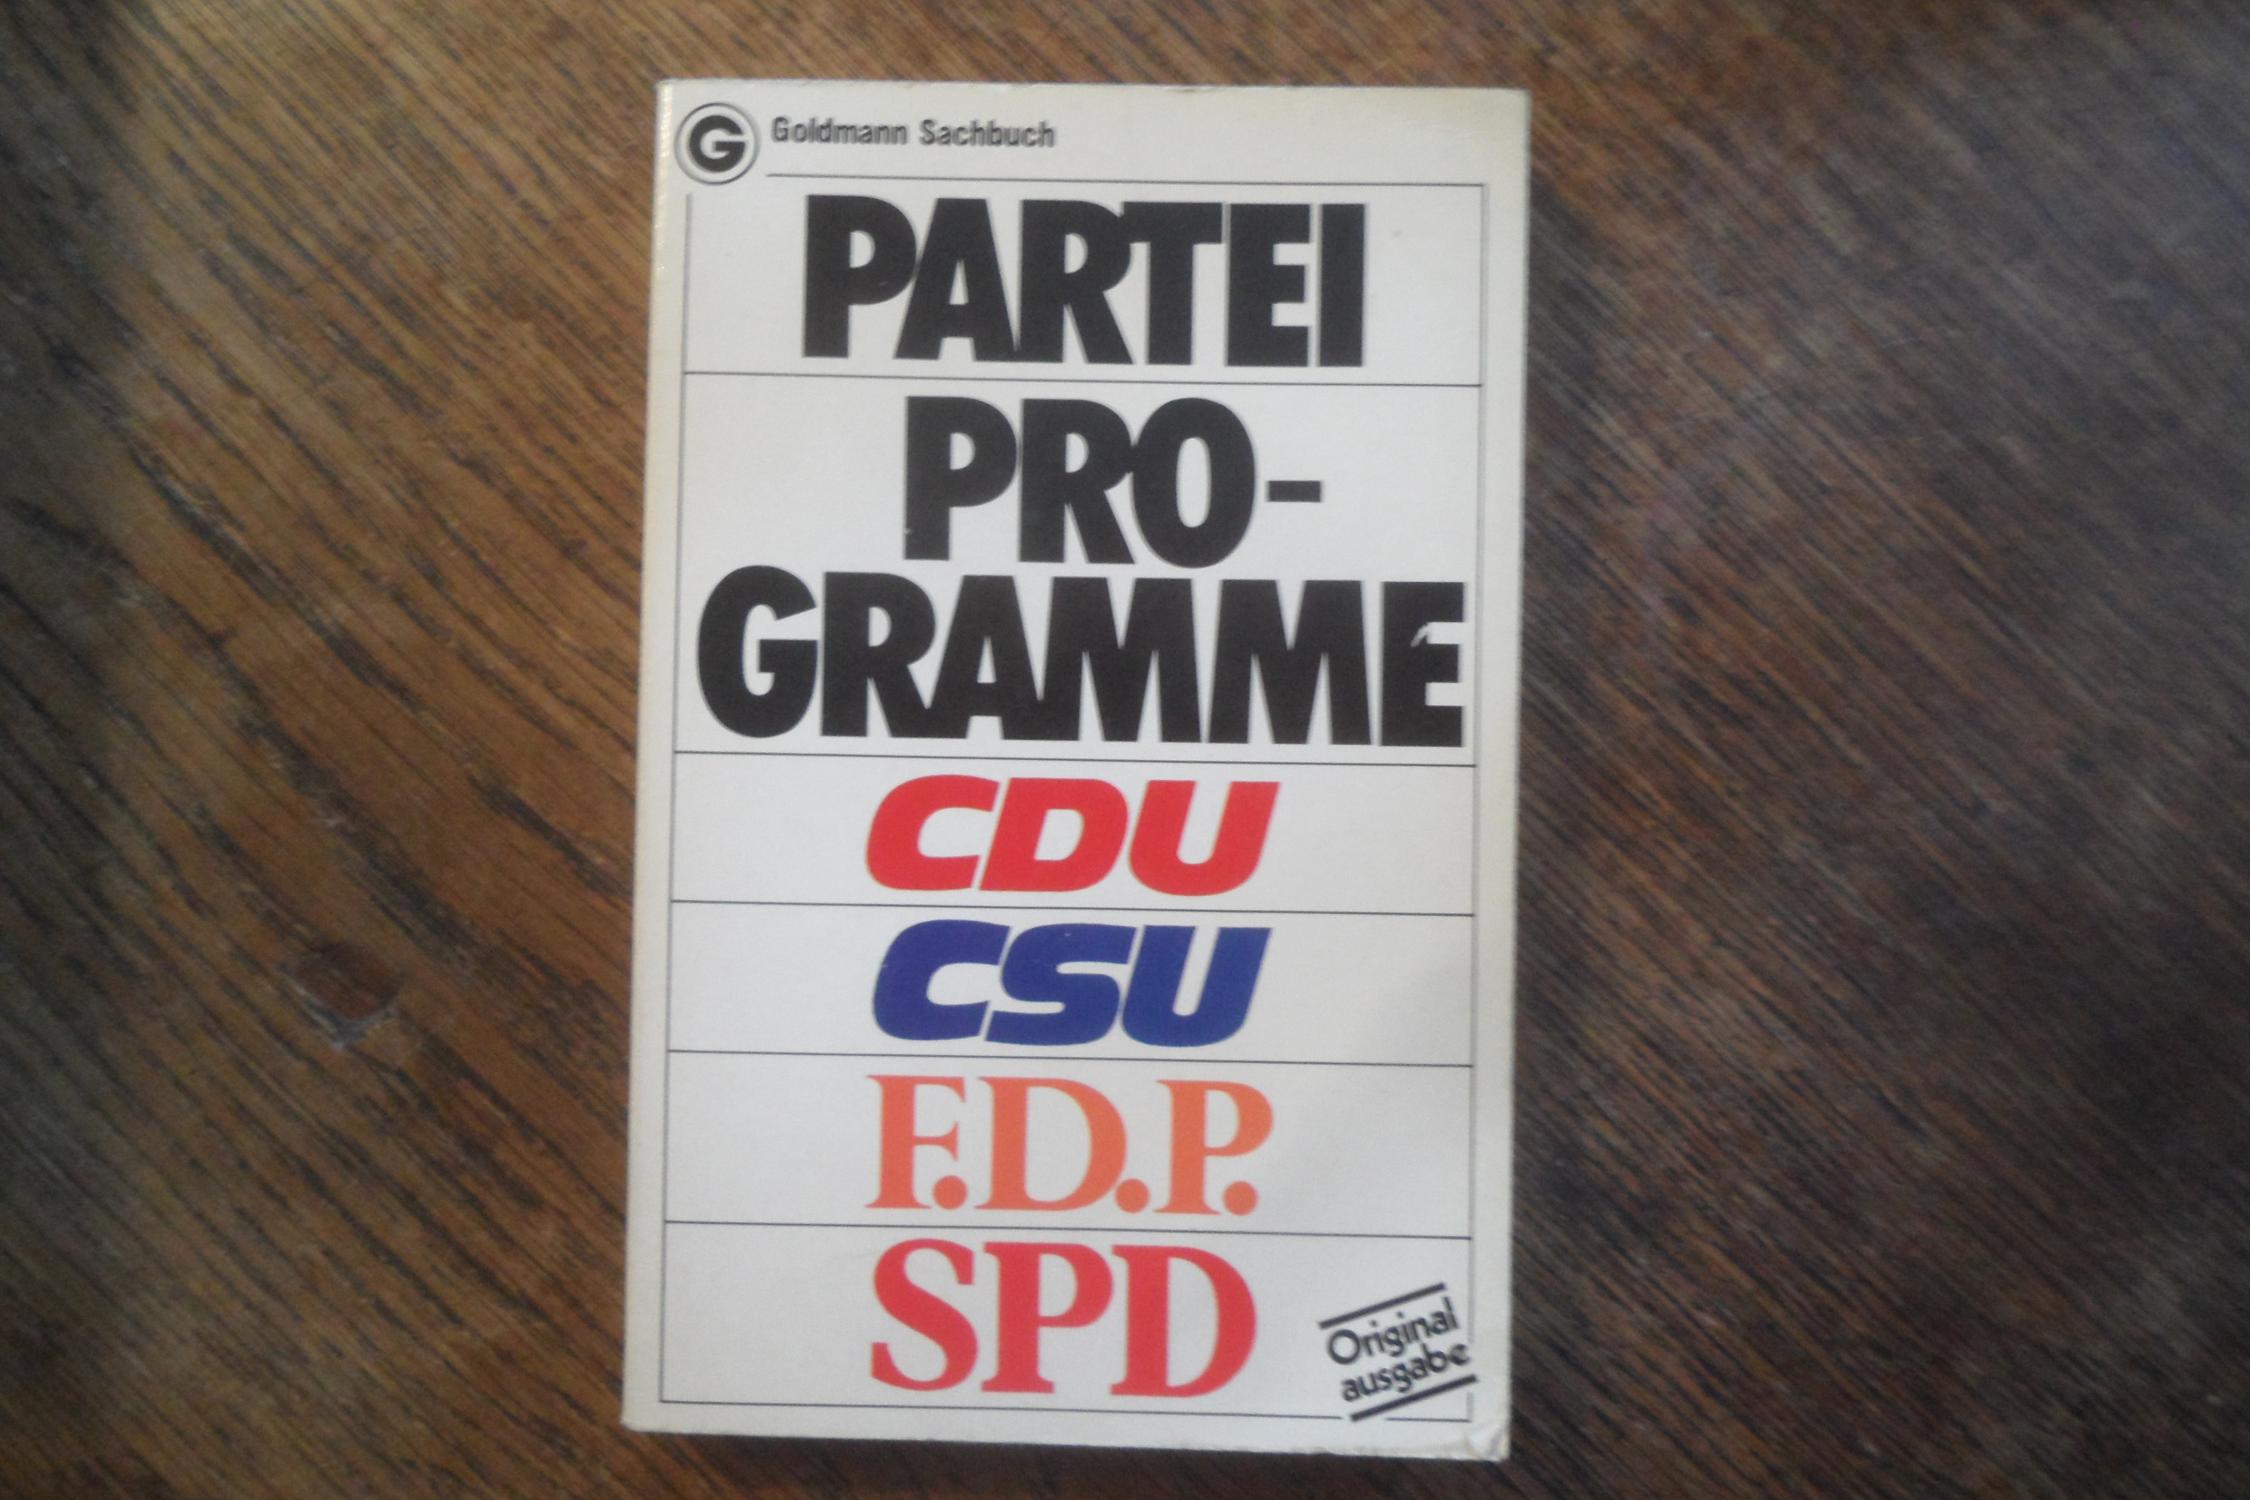 G Goldmann Sachbuch
PARTEI
PRO-
GRAMME
CDU
CSU
F.D.P.
SPD
Original
ausgabe